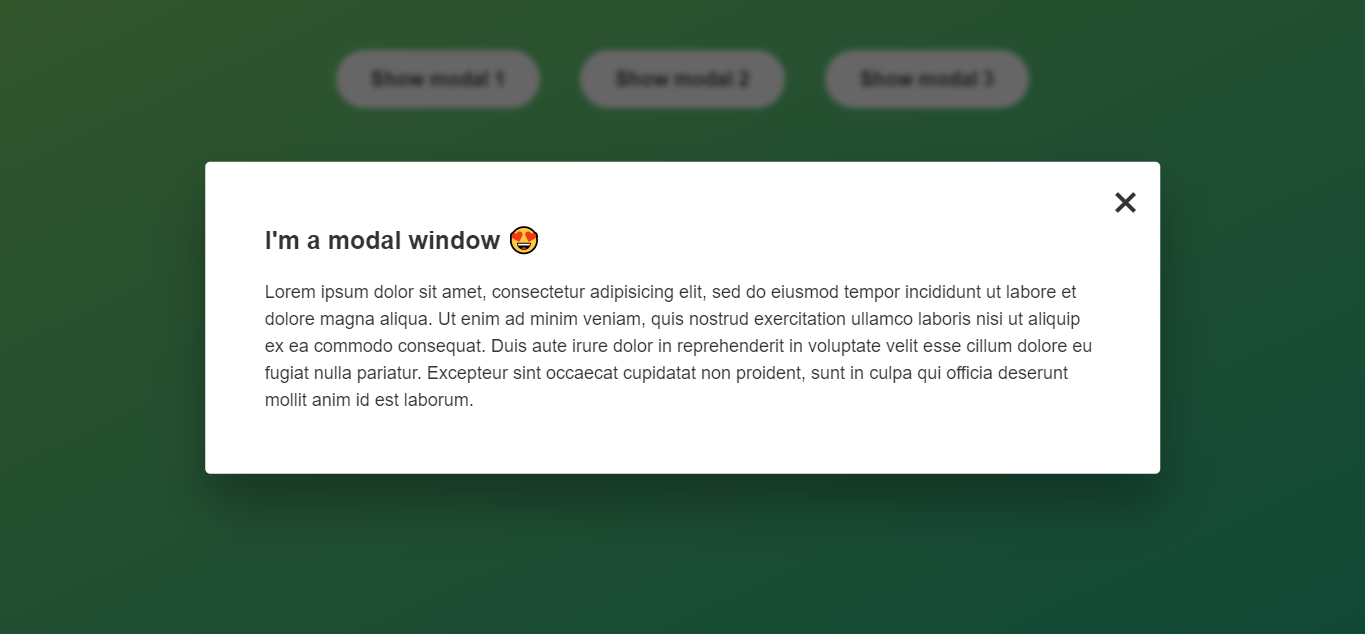 Show modal 1 Show modal 2 Show modal 3
I'm a modal window 😍
Lorem ipsum dolor sit amet, consectetur adipisicing elit, sed do eiusmod tempor incididunt ut labore et
dolore magna aliqua. Ut enim ad minim veniam, quis nostrud exercitation ullamco laboris nisi ut aliquip
ex ea commodo consequat. Duis aute irure dolor in reprehenderit in voluptate velit esse cillum dolore eu
fugiat nulla pariatur. Excepteur sint occaecat cupidatat non proident, sunt in culpa qui officia deserunt
mollit anim id est laborum.